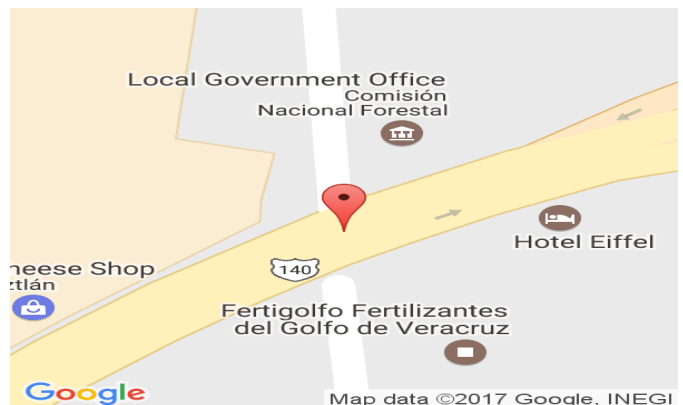 Local Government Office
Comisión
Nacional Forestal
Hotel Eiffel
140
heese Shop
ztlán
Fertigolfo Fertilizantes
del Golfo de Veracruz
Google
Map data ©2017 Google, INEGI